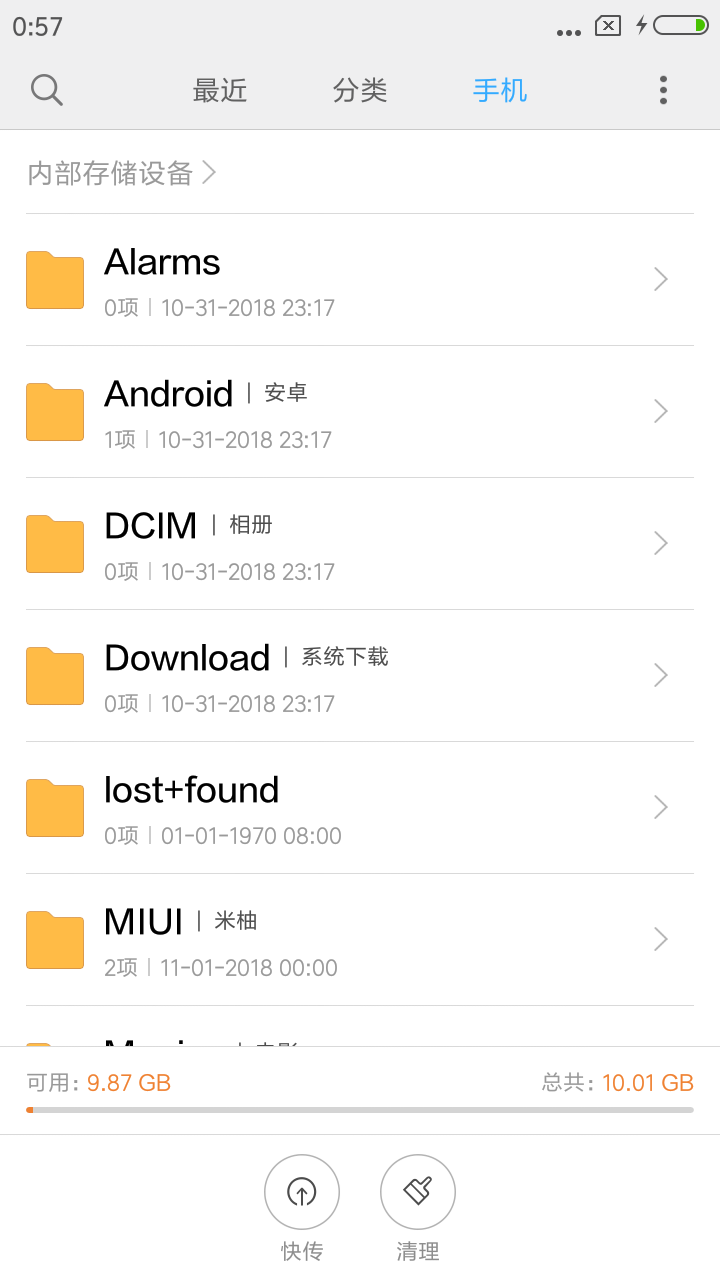 0:57
最近 分类 手机
内部存储设备
Alarms
0项 | 10-31-2018 23:17
Android | 安卓
1项 | 10-31-2018 23:17
DCIM | 相册
0项 | 10-31-2018 23:17
Download | 系统下载
0项 | 10-31-2018 23:17
lost+found
0项 | 01-01-1970 08:00
MIUI | 米柚
2项 | 11-01-2018 00:00
可用: 9.87 GB 总共: 10.01 GB
快传 清理